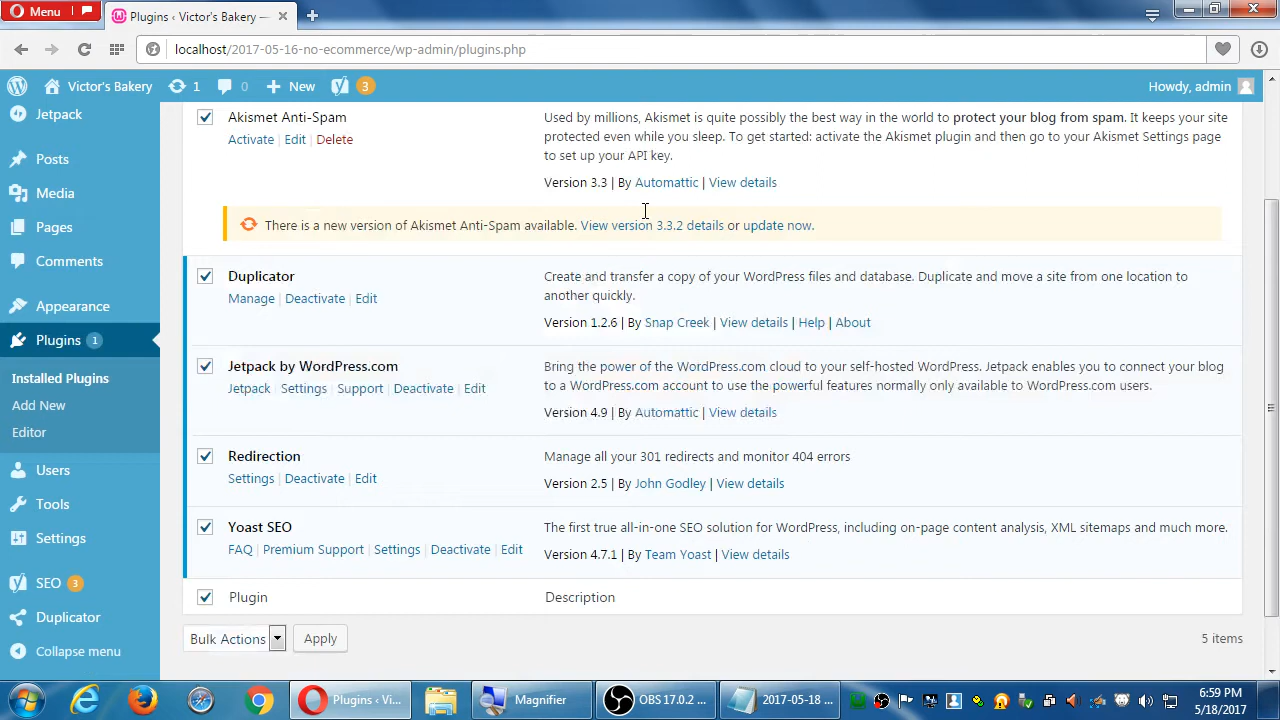 Menu
Plugins ‹ Victor's Bakery —
localhost/2017-05-16-no-ecommerce/wp-admin/plugins.php
Victor's Bakery
1
0
New
3
Howdy, admin
Jetpack
Posts
Media
Pages
Comments
Appearance
Plugins 1
Installed Plugins
Add New
Editor
Users
Tools
Settings
SEO 3
Duplicator
Collapse menu
Akismet Anti-Spam
Activate | Edit | Delete
Used by millions, Akismet is quite possibly the best way in the world to protect your blog from spam. It keeps your site
protected even while you sleep. To get started: activate the Akismet plugin and then go to your Akismet Settings page
to set up your API key.
Version 3.3 | By Automattic | View details
There is a new version of Akismet Anti-Spam available. View version 3.3.2 details or update now.
Duplicator
Manage | Deactivate | Edit
Create and transfer a copy of your WordPress files and database. Duplicate and move a site from one location to
another quickly.
Version 1.2.6 | By Snap Creek | View details | Help | About
Jetpack by WordPress.com
Jetpack | Settings | Support | Deactivate | Edit
Bring the power of the WordPress.com cloud to your self-hosted WordPress. Jetpack enables you to connect your blog
to a WordPress.com account to use the powerful features normally only available to WordPress.com users.
Version 4.9 | By Automattic | View details
Redirection
Settings | Deactivate | Edit
Manage all your 301 redirects and monitor 404 errors
Version 2.5 | By John Godley | View details
Yoast SEO
FAQ | Premium Support | Settings | Deactivate | Edit
The first true all-in-one SEO solution for WordPress, including on-page content analysis, XML sitemaps and much more.
Version 4.7.1 | By Team Yoast | View details
Plugin
Description
Bulk Actions
Apply
5 items
Plugins ‹ Vi...
Magnifier
OBS 17.0.2 ...
2017-05-18 ...
6:59 PM
5/18/2017